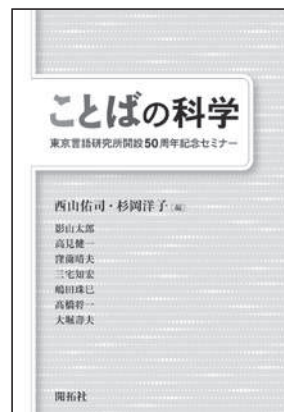 ことばの科学
東京言語研究所開設50周年記念セミナー
西山佑司・杉岡洋子［編］
影山太郎
高見健一
窪薗晴夫
三宅知宏
嶋田珠巳
高橋将一
大堀壽夫
開拓社